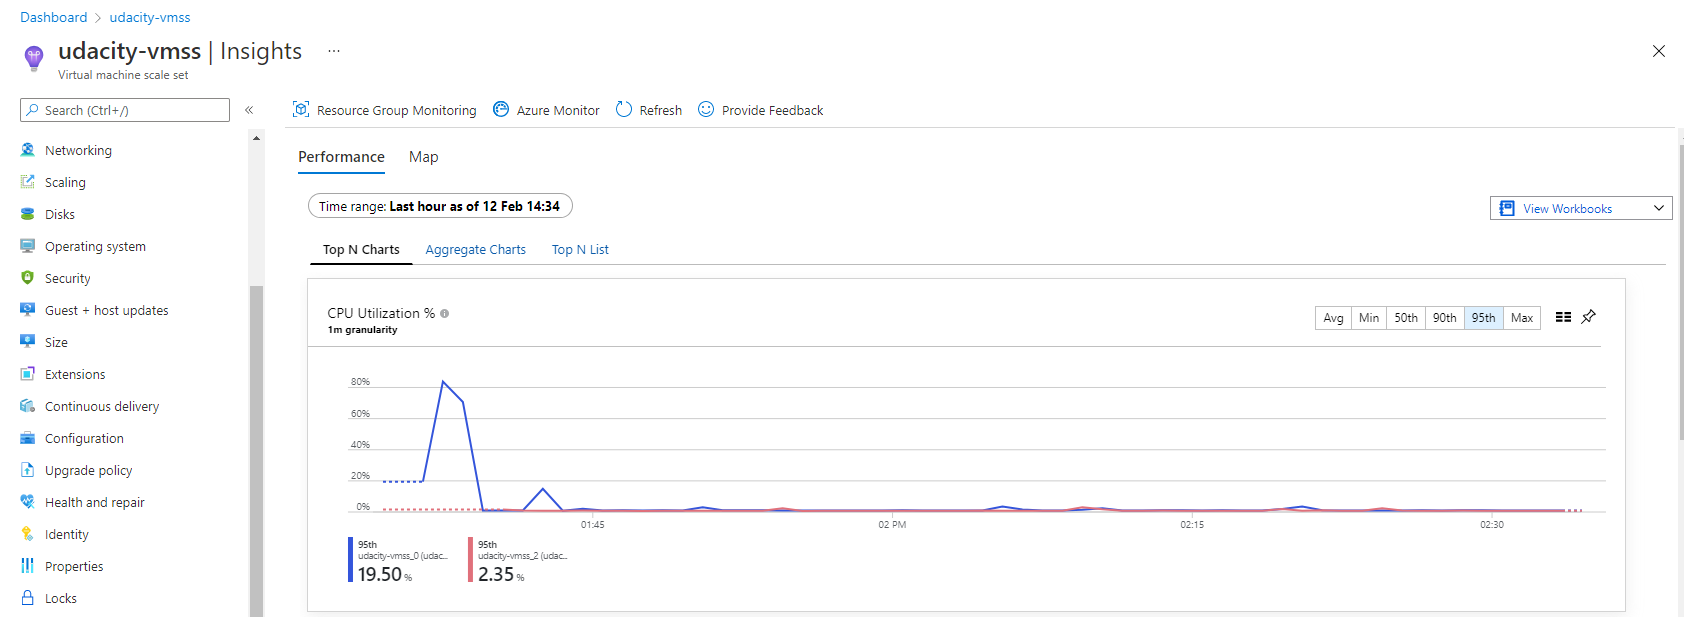 Dashboard > udacity-vmss
udacity-vmss | Insights ...
Virtual machine scale set
Search (Ctrl+/) «
Resource Group Monitoring Azure Monitor Refresh Provide Feedback
Networking
Scaling
Disks
Operating system
Security
Guest + host updates
Size
Extensions
Continuous delivery
Configuration
Upgrade policy
Health and repair
Identity
Properties
Locks
Performance Map
Time range: Last hour as of 12 Feb 14:34
View Workbooks
Top N Charts Aggregate Charts Top N List
CPU Utilization %
1m granularity
Avg Min 50th 90th 95th Max
80%
60%
40%
20%
0%
01:45 02 PM 02:15 02:30
95th
udacity-vmss_0 (udac...
19.50 %
95th
udacity-vmss_2 (udac...
2.35 %